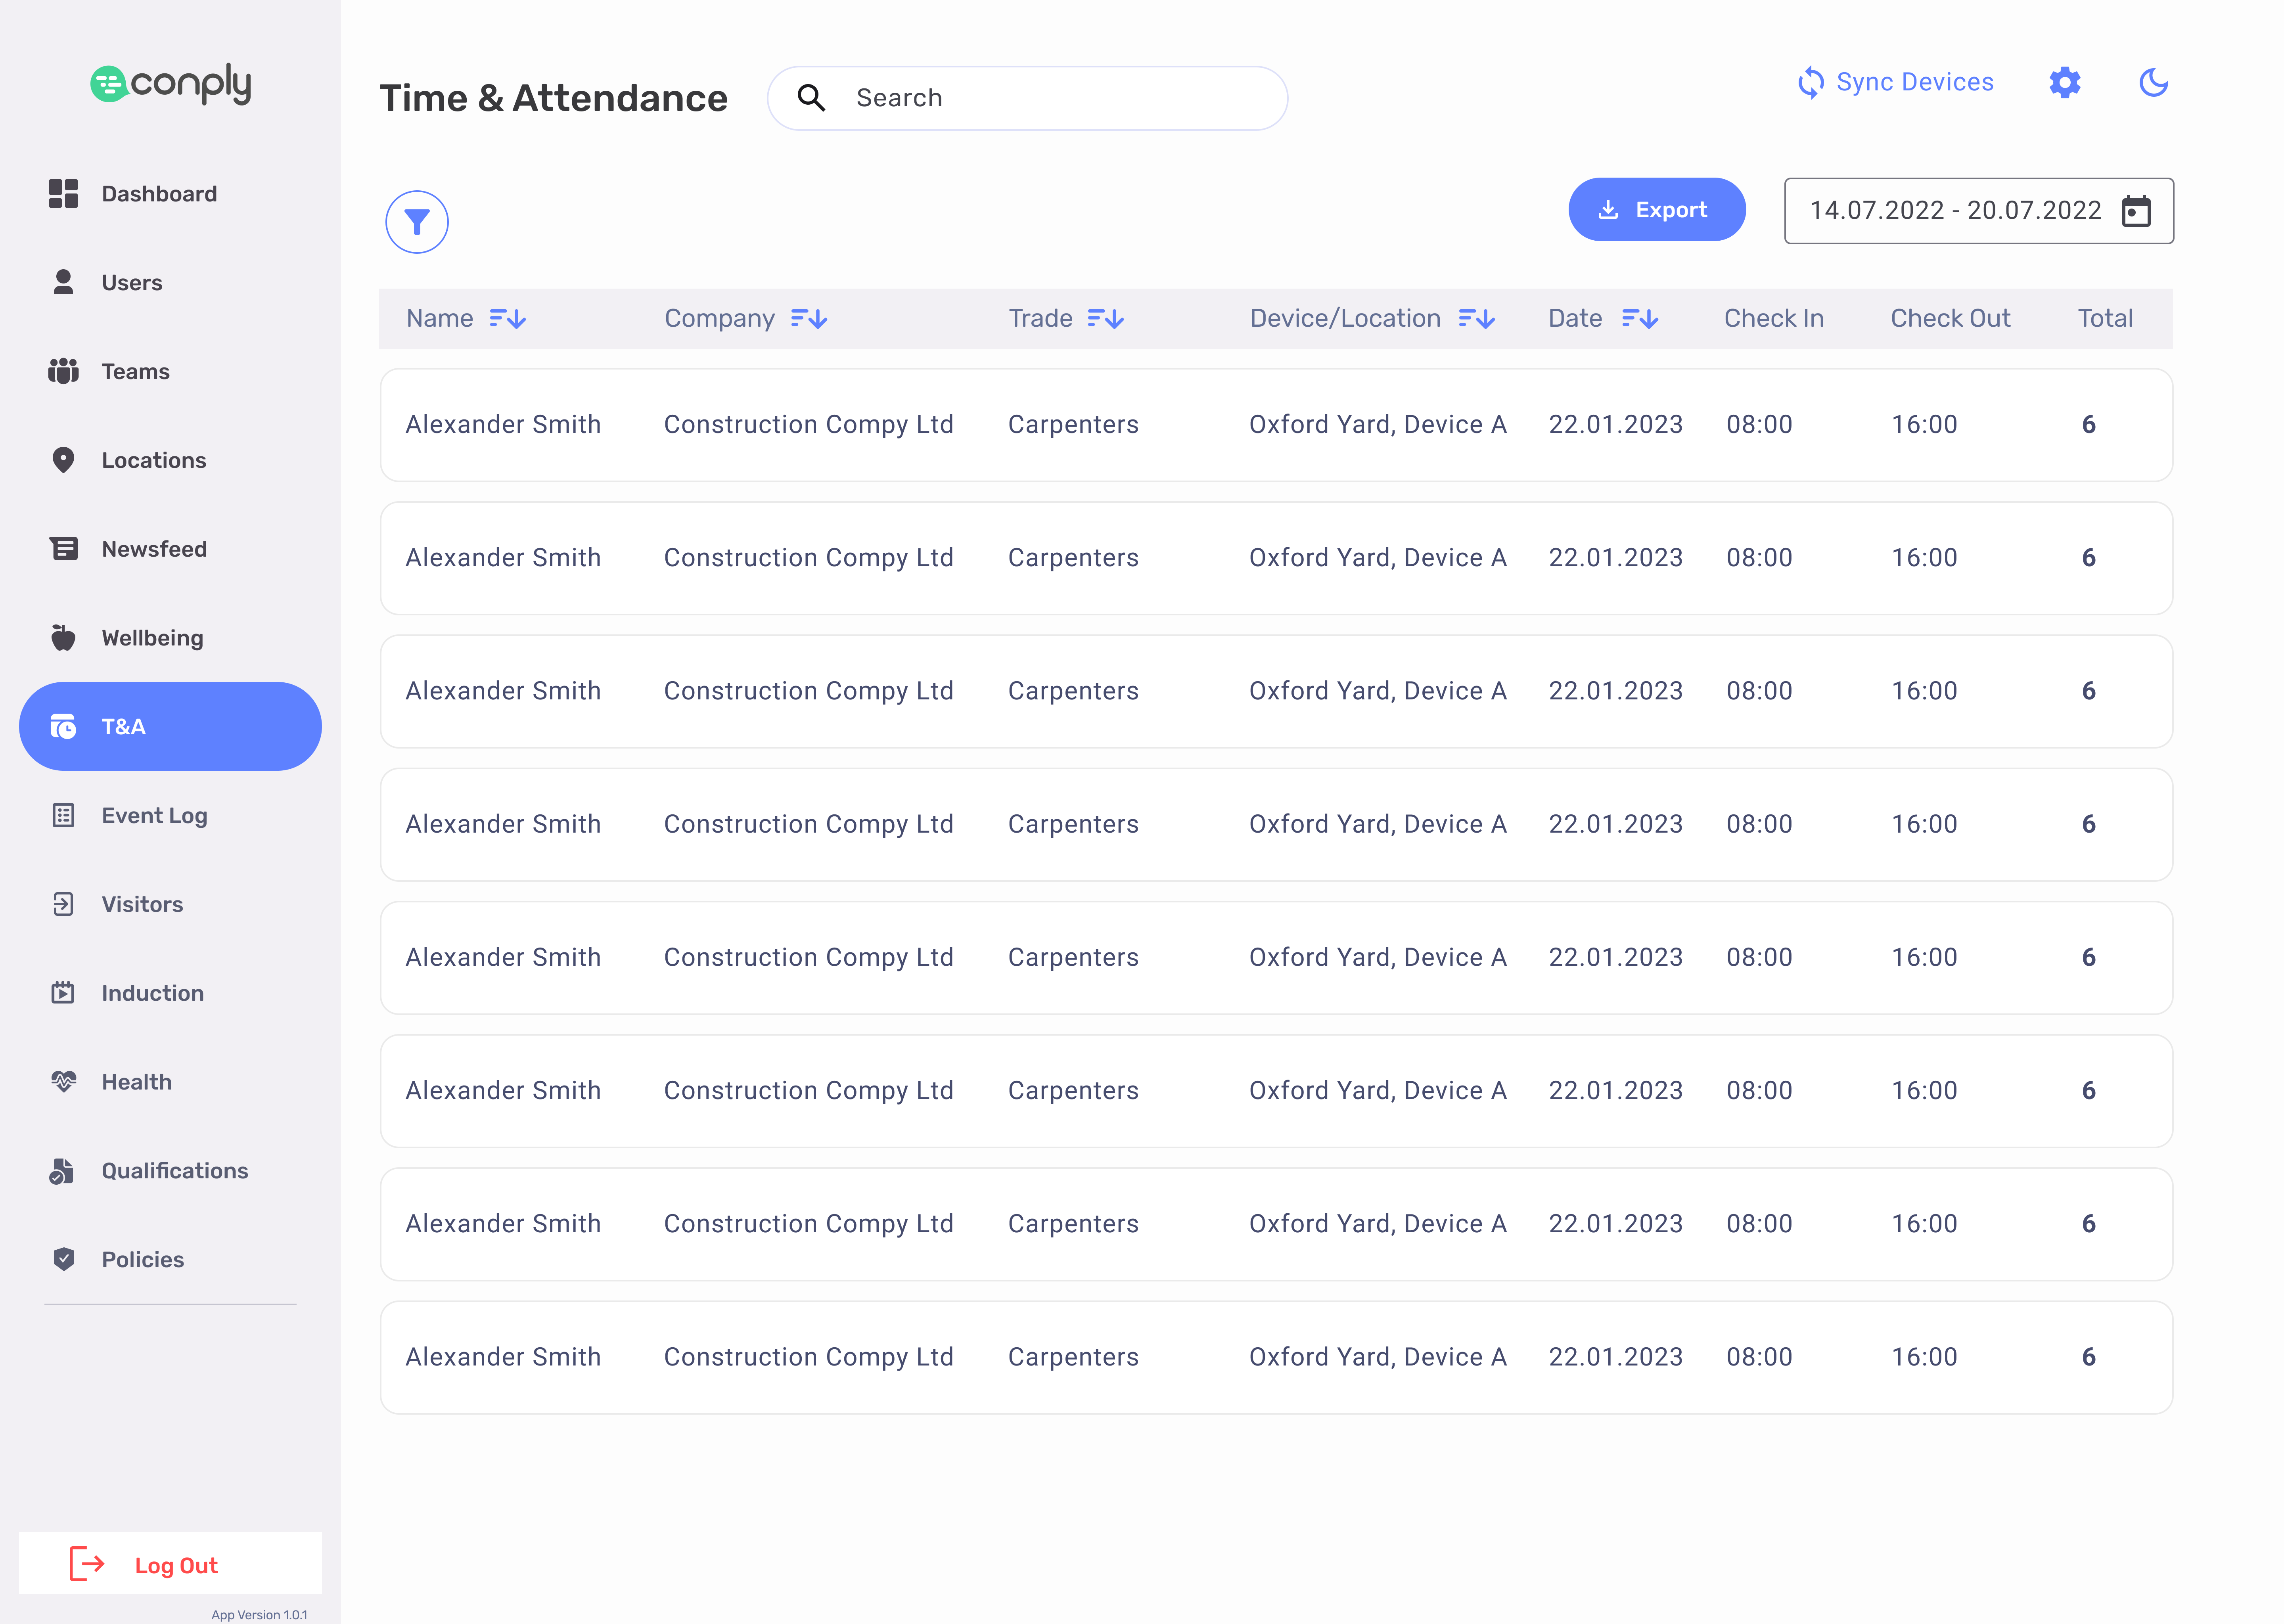 conply
Dashboard
Users
Teams
Locations
Newsfeed
Wellbeing
T&A
Event Log
Visitors
Induction
Health
Qualifications
Policies
Log Out
App Version 1.0.1
Time & Attendance
Search
Sync Devices
Export
14.07.2022 - 20.07.2022
Name Company Trade Device/Location Date Check In Check Out Total
Alexander Smith Construction Compy Ltd Carpenters Oxford Yard, Device A 22.01.2023 08:00 16:00 6
Alexander Smith Construction Compy Ltd Carpenters Oxford Yard, Device A 22.01.2023 08:00 16:00 6
Alexander Smith Construction Compy Ltd Carpenters Oxford Yard, Device A 22.01.2023 08:00 16:00 6
Alexander Smith Construction Compy Ltd Carpenters Oxford Yard, Device A 22.01.2023 08:00 16:00 6
Alexander Smith Construction Compy Ltd Carpenters Oxford Yard, Device A 22.01.2023 08:00 16:00 6
Alexander Smith Construction Compy Ltd Carpenters Oxford Yard, Device A 22.01.2023 08:00 16:00 6
Alexander Smith Construction Compy Ltd Carpenters Oxford Yard, Device A 22.01.2023 08:00 16:00 6
Alexander Smith Construction Compy Ltd Carpenters Oxford Yard, Device A 22.01.2023 08:00 16:00 6